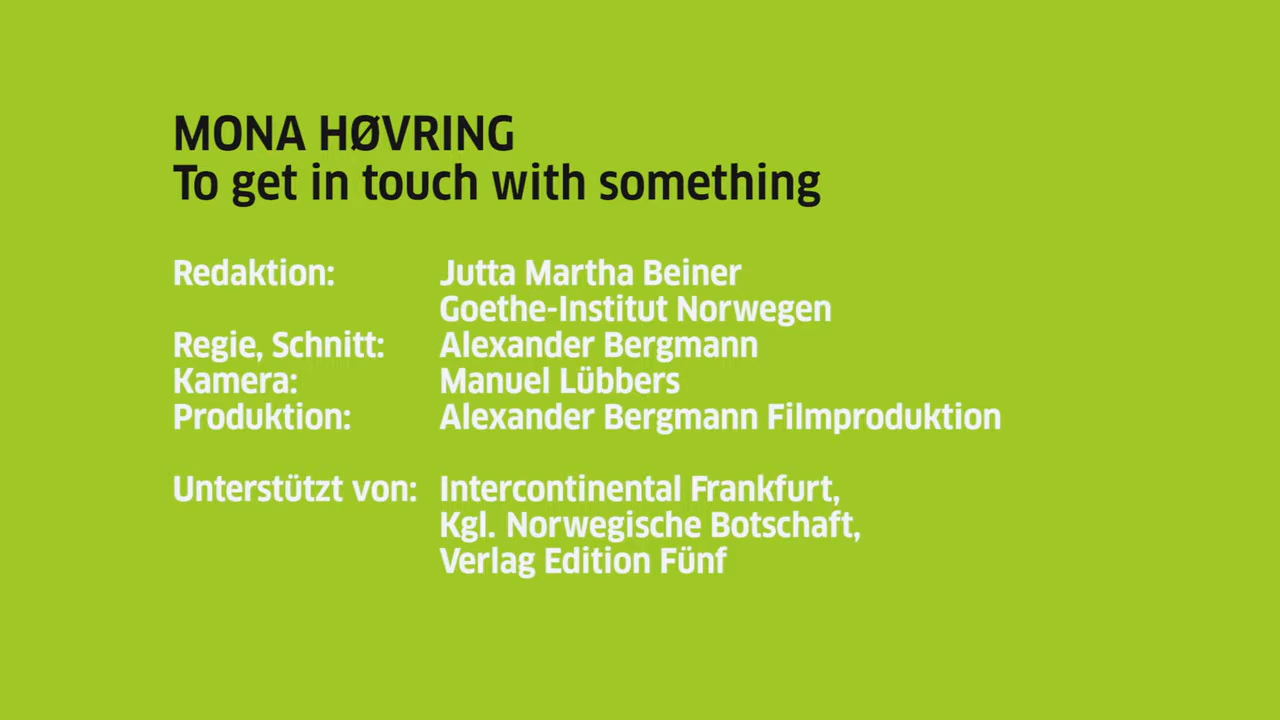 MONA HØVRING
To get in touch with something
Redaktion: Jutta Martha Beiner
Goethe-Institut Norwegen
Regie, Schnitt: Alexander Bergmann
Kamera: Manuel Lübbers
Produktion: Alexander Bergmann Filmproduktion
Unterstützt von: Intercontinental Frankfurt,
Kgl. Norwegische Botschaft,
Verlag Edition Fünf